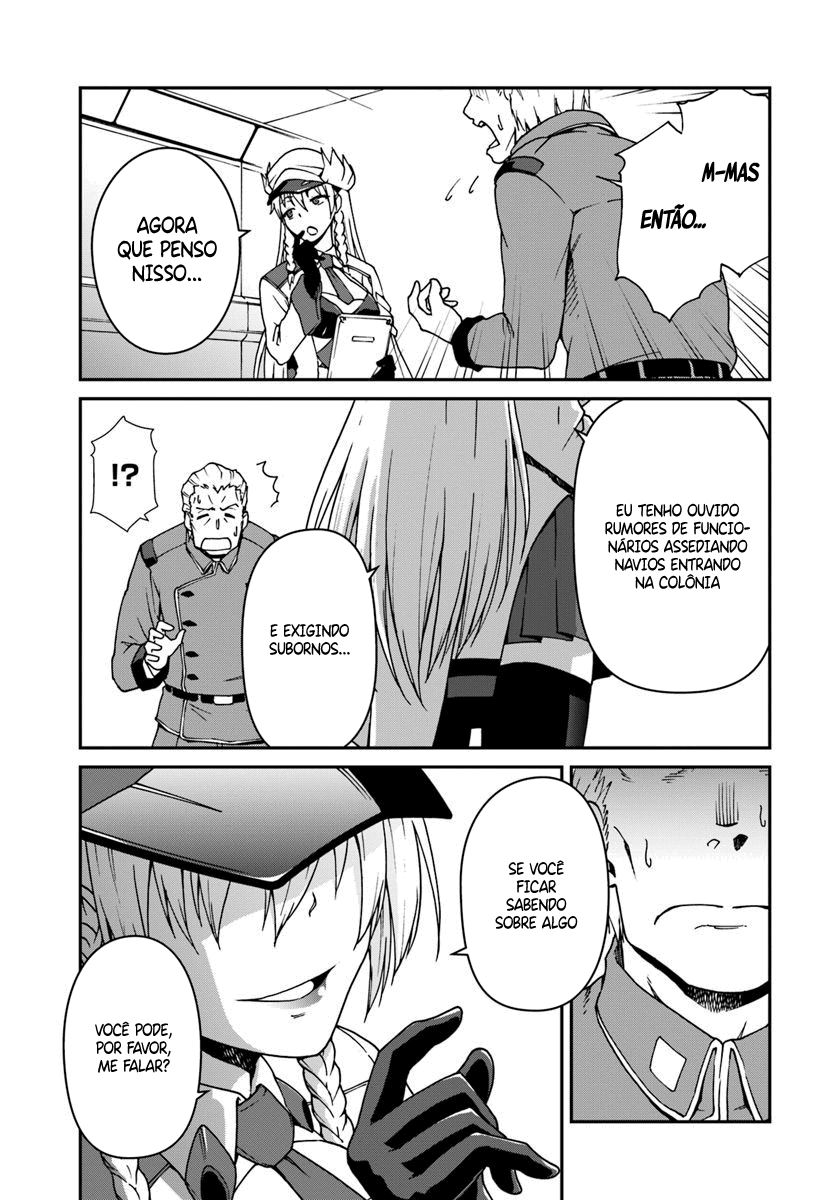 M-MAS
ENTÃO...
AGORA
QUE PENSO
NISSO...
EU TENHO OUVIDO
RUMORES DE FUNCIO-
NÁRIOS ASSEDIANDO
NAVIOS ENTRANDO
NA COLÔNIA
E EXIGINDO
SUBORNOS...
!?
SE VOCÊ
FICAR
SABENDO
SOBRE ALGO
VOCÊ PODE,
POR FAVOR,
ME FALAR?